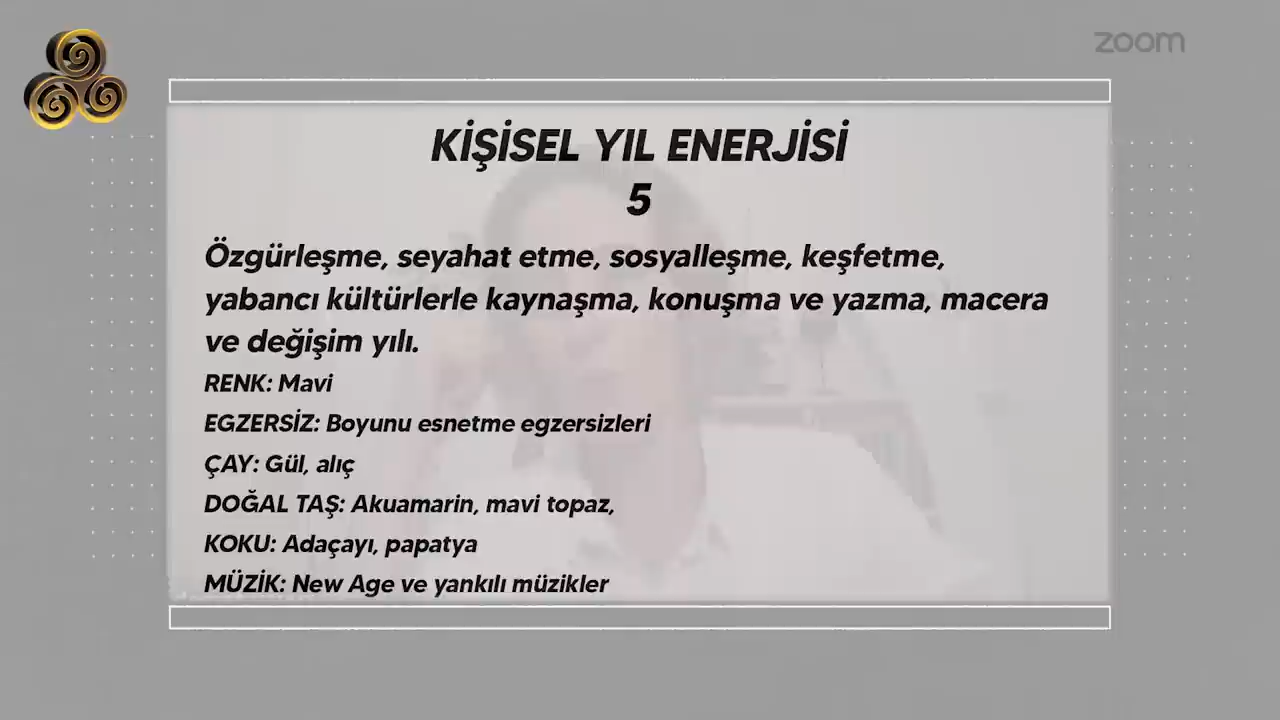 zoom
KİŞİSEL YIL ENERJİSİ
5
Özgürleşme, seyahat etme, sosyalleşme, keşfetme,
yabancı kültürlerle kaynaşma, konuşma ve yazma, macera
ve değişim yılı.
RENK: Mavi
EGZERSİZ: Boyunu esnetme egzersizleri
ÇAY: Gül, alıç
DOĞAL TAŞ: Akuamarin, mavi topaz,
KOKU: Adaçayı, papatya
MÜZİK: New Age ve yankılı müzikler